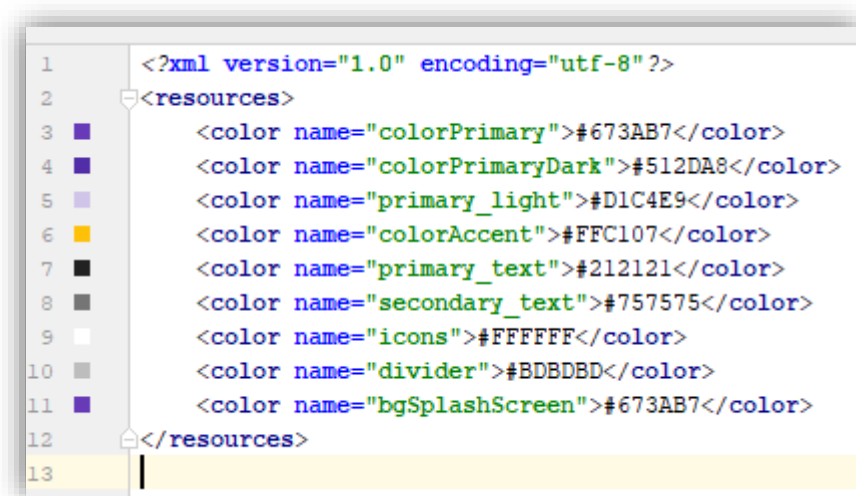 1 <?xml version="1.0" encoding="utf-8"?>
2 <resources>
3 <color name="colorPrimary">#673AB7</color>
4 <color name="colorPrimaryDark">#512DA8</color>
5 <color name="primary_light">#D1C4E9</color>
6 <color name="colorAccent">#FFC107</color>
7 <color name="primary_text">#212121</color>
8 <color name="secondary_text">#757575</color>
9 <color name="icons">#FFFFFF</color>
10 <color name="divider">#BDBDBD</color>
11 <color name="bgSplashScreen">#673AB7</color>
12 </resources>
13